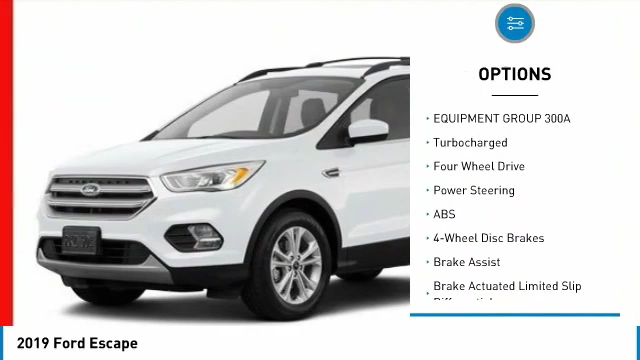 OPTIONS
EQUIPMENT GROUP 300A
Turbocharged
Four Wheel Drive
Power Steering
ABS
4-Wheel Disc Brakes
Brake Assist
Brake Actuated Limited Slip
Ford
2019 Ford Escape